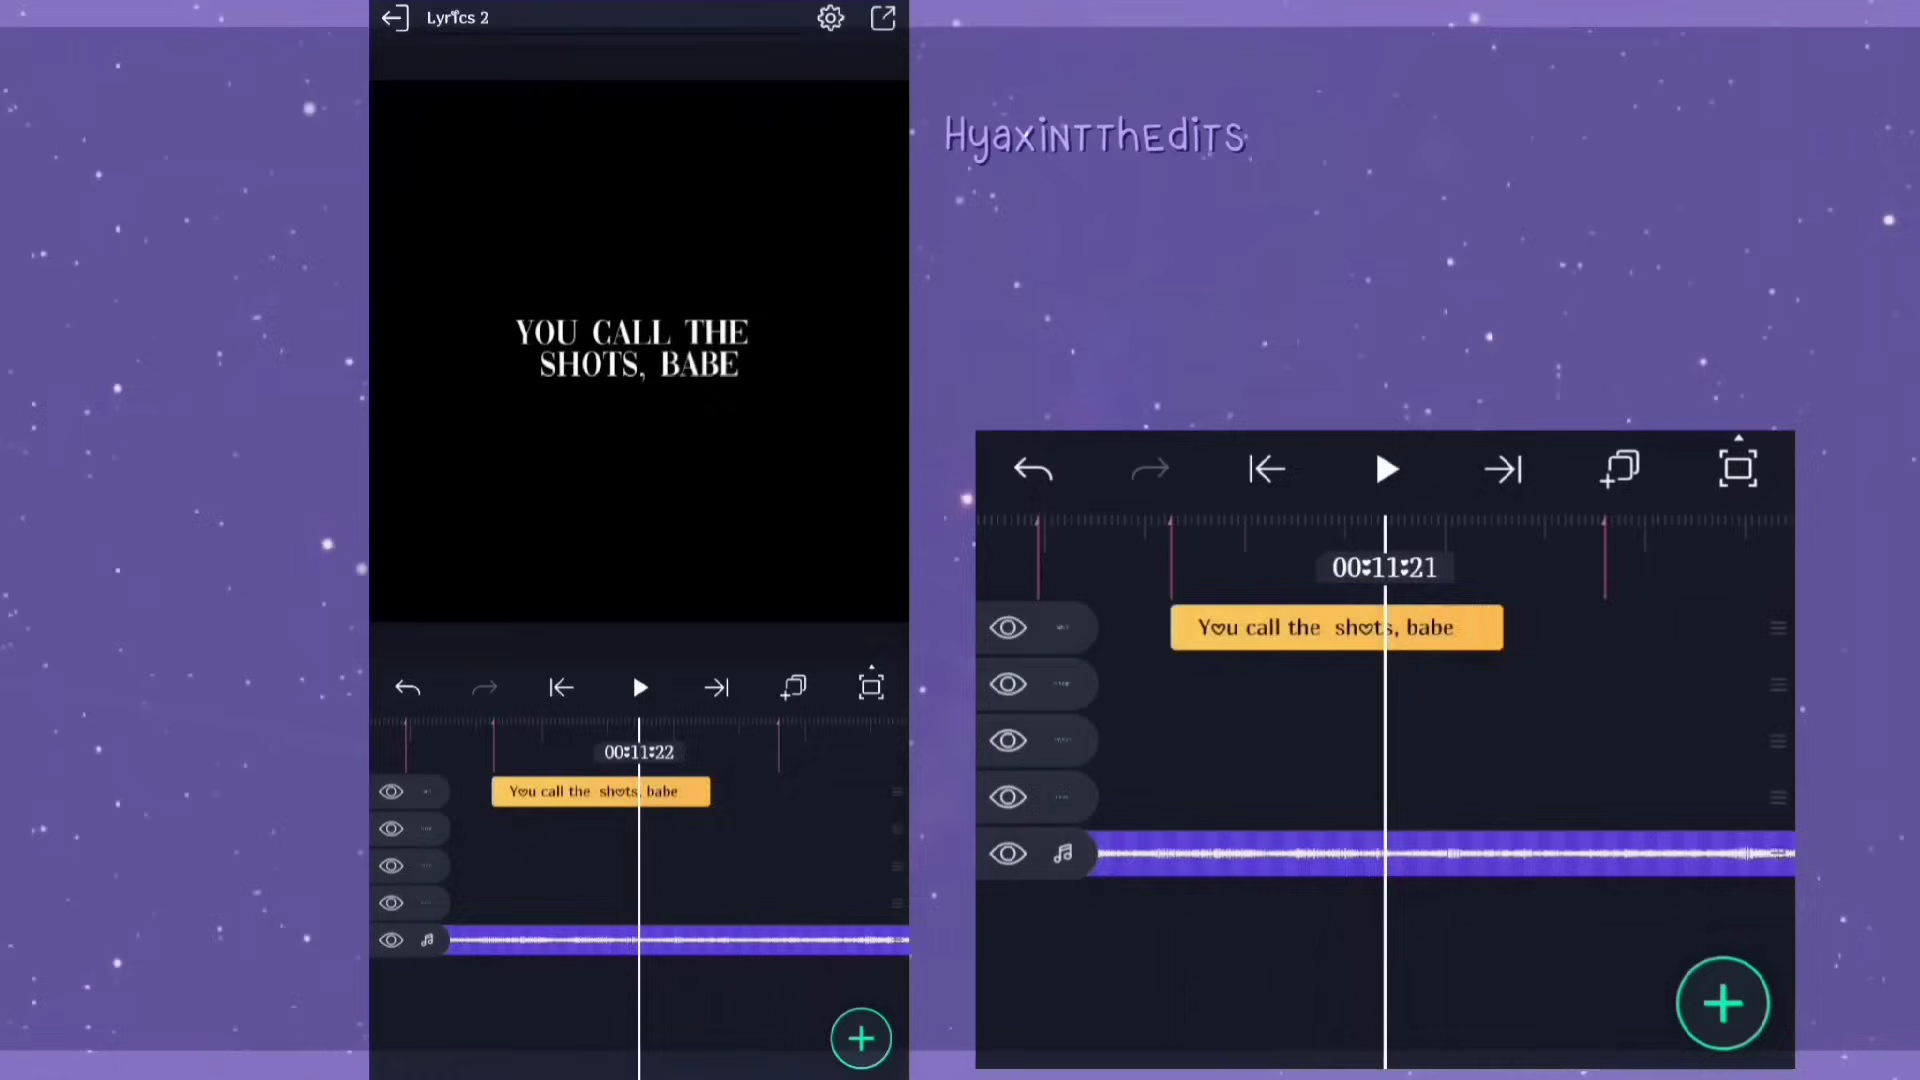 Lyrics 2
YOU CALL THE
SHOTS, BABE
00:11:22
You call the shots, babe
HyaxinTThEdiTS
00:11:21
You call the shots, babe